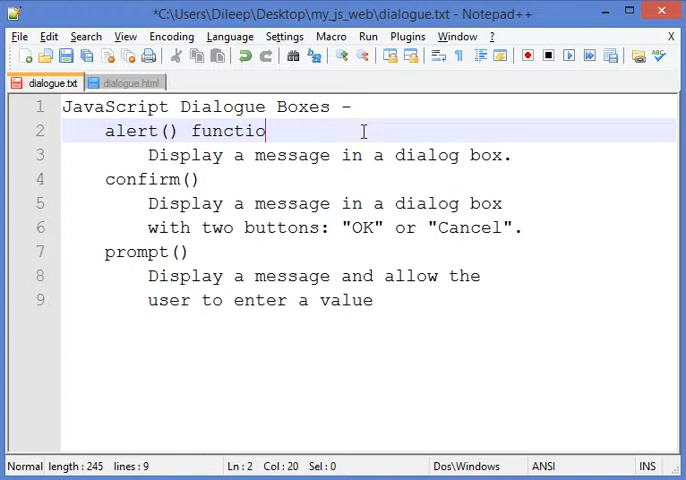 *C:\Users\Dileep\Desktop\my_js_web\dialogue.txt - Notepad++
File Edit Search View Encoding Language Settings Macro Run Plugins Window ? X
dialogue.txt dialogue.html
1 JavaScript Dialogue Boxes -
2 alert() functio
3 Display a message in a dialog box.
4 confirm()
5 Display a message in a dialog box
6 with two buttons: "OK" or "Cancel".
7 prompt()
8 Display a message and allow the
9 user to enter a value
Normal length : 245 lines : 9 Ln : 2 Col : 20 Sel : 0 Dos\Windows ANSI INS